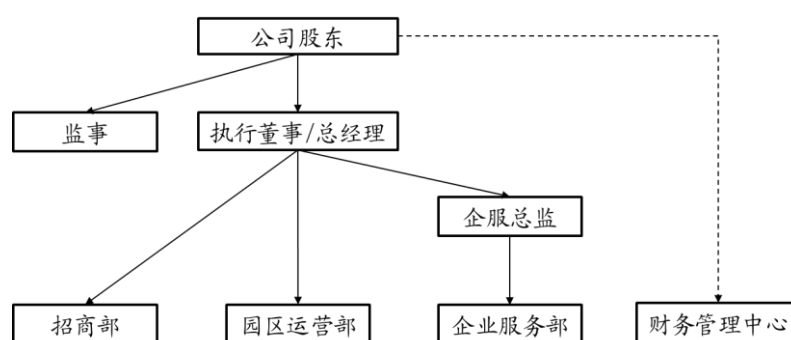 公司股东
监事
执行董事/总经理
企服总监
招商部
园区运营部
企业服务部
财务管理中心